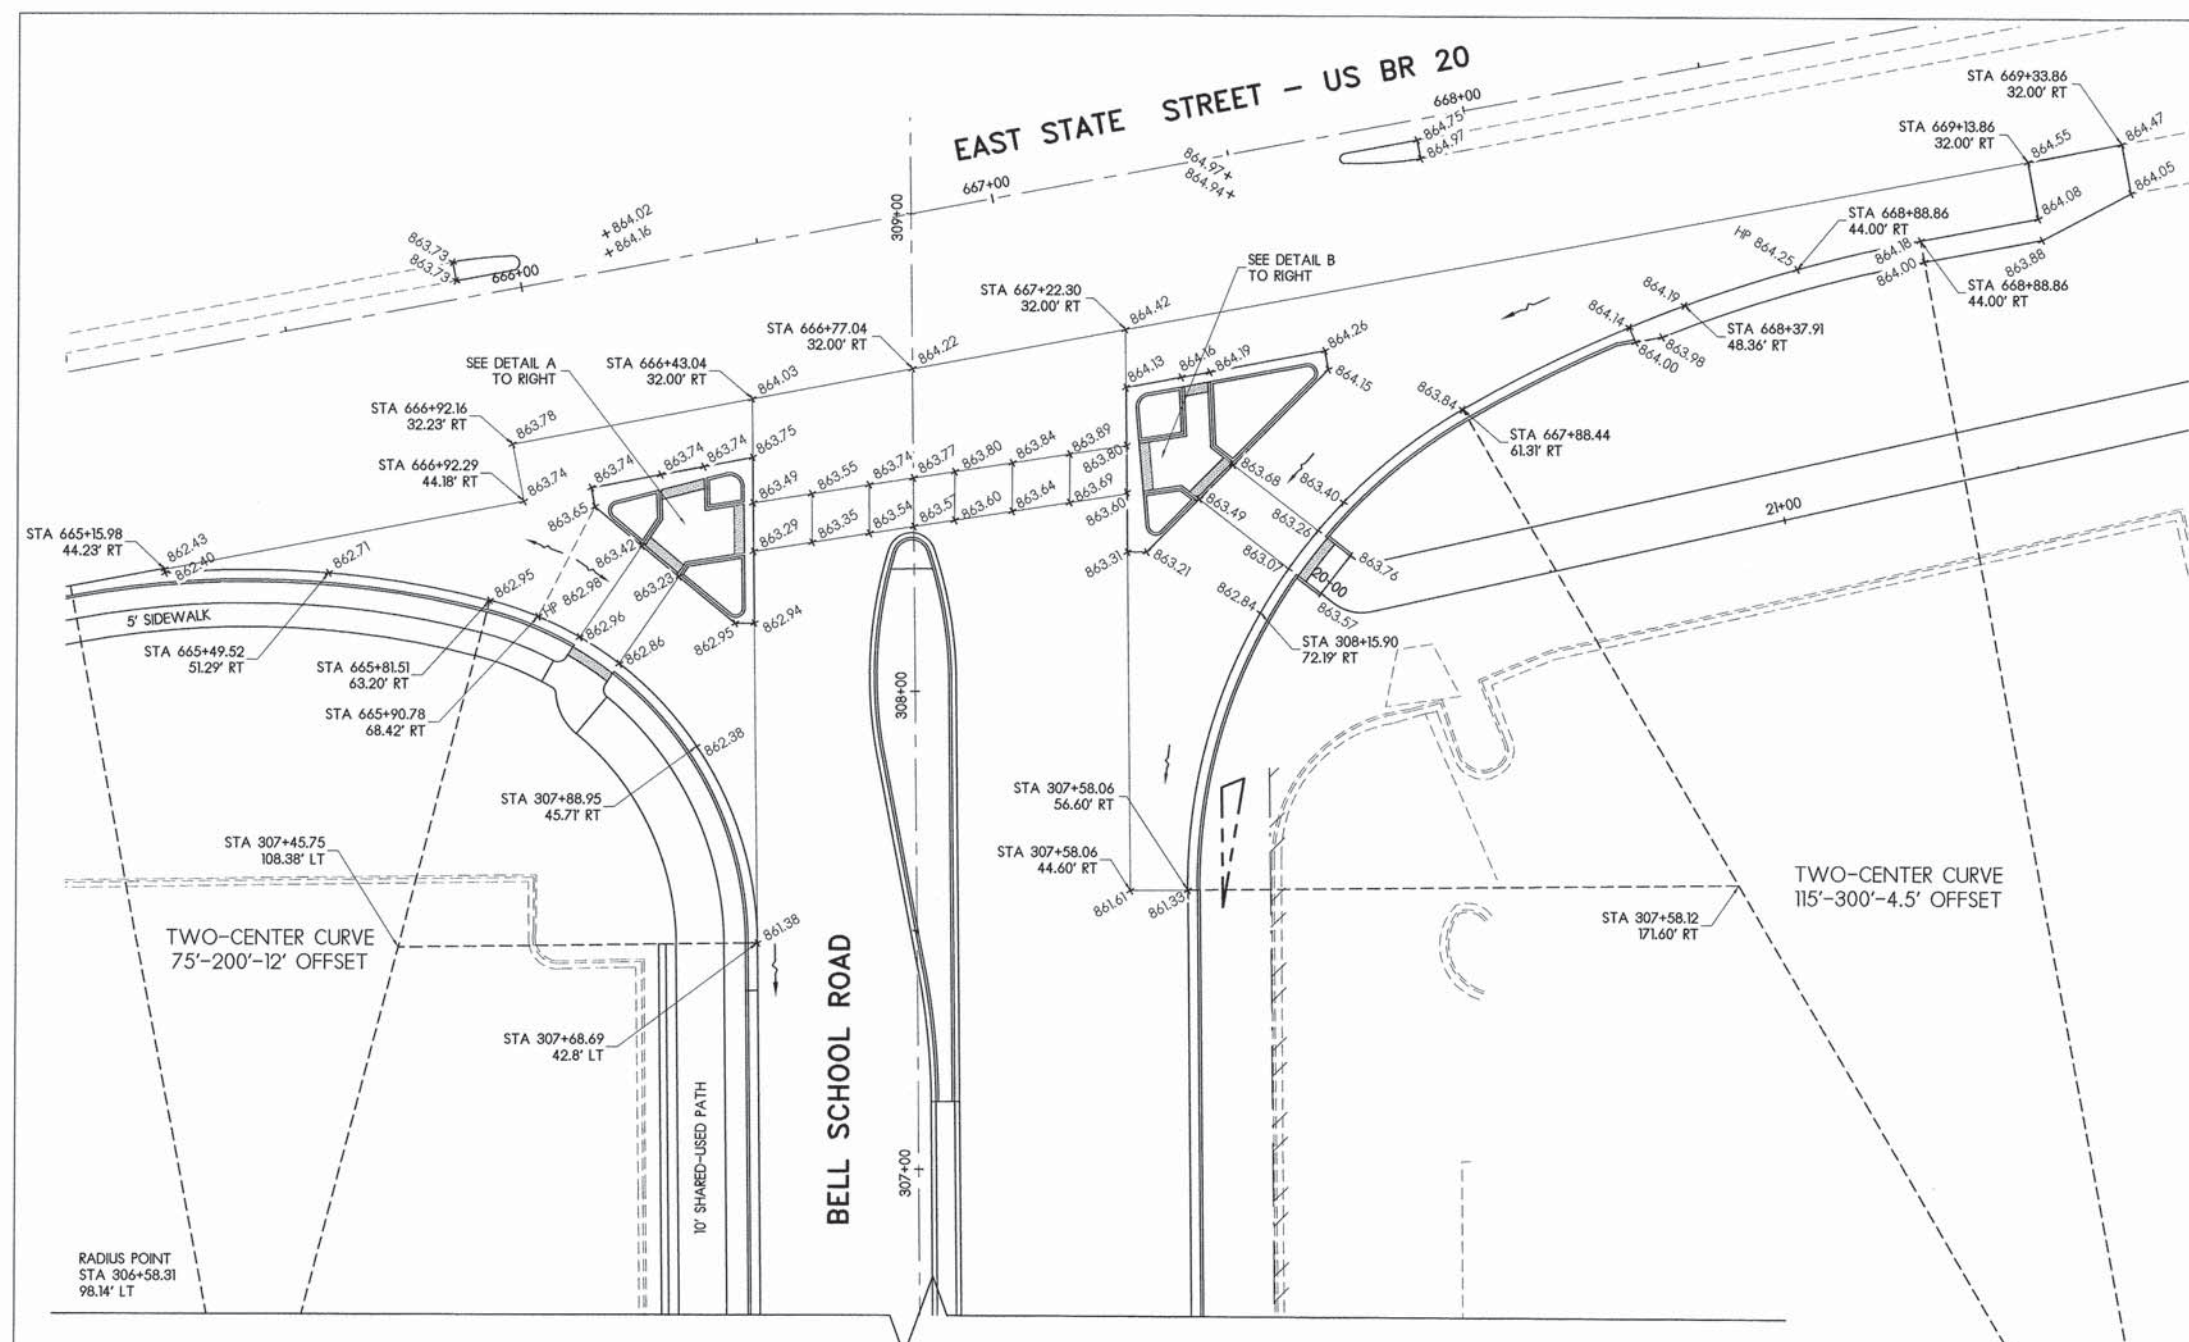 EAST STATE STREET - US BR 20
STA 669+33.86
32.00' RT
STA 669+13.86
32.00' RT
864.55
864.47
864.05
864.08
863.88
668+00
864.75
864.97
864.97
864.94
667+00
309+00
864.02
864.16
863.73
863.73
666+00
STA 668+88.86
44.00' RT
HP 864.25
864.18
864.00
STA 668+88.86
44.00' RT
SEE DETAIL B
TO RIGHT
STA 667+22.30
32.00' RT
864.42
STA 666+77.04
32.00' RT
864.22
SEE DETAIL A
TO RIGHT
STA 666+43.04
32.00' RT
864.03
STA 666+92.16
32.23' RT
863.78
STA 666+92.29
44.18' RT
863.74
864.19
864.14
STA 668+37.91
48.36' RT
863.98
864.00
864.13
864.16
864.19
864.26
864.15
863.84
STA 667+88.44
61.31' RT
863.74
863.74
863.74
863.75
863.65
863.49
863.55
863.74
863.77
863.80
863.84
863.89
863.80
863.29
863.35
863.54
863.57
863.60
863.64
863.69
863.60
863.68
863.40
863.49
863.26
863.31
863.21
863.07
863.76
20+00
863.57
21+00
862.84
STA 308+15.90
72.19' RT
STA 665+15.98
44.23' RT
862.43
862.40
862.71
862.95
HP 862.98
863.42
863.23
862.96
862.86
862.95
862.94
5' SIDEWALK
STA 665+49.52
51.29' RT
STA 665+81.51
63.20' RT
STA 665+90.78
68.42' RT
308+00
862.38
STA 307+88.95
45.71' RT
STA 307+58.06
56.60' RT
STA 307+58.06
44.60' RT
861.61
861.33
STA 307+45.75
108.38' LT
TWO-CENTER CURVE
75'-200'-12' OFFSET
861.38
TWO-CENTER CURVE
115'-300'-4.5' OFFSET
STA 307+58.12
171.60' RT
STA 307+68.69
42.8' LT
BELL SCHOOL ROAD
10' SHARED-USED PATH
307+00
RADIUS POINT
STA 306+58.31
98.14' LT